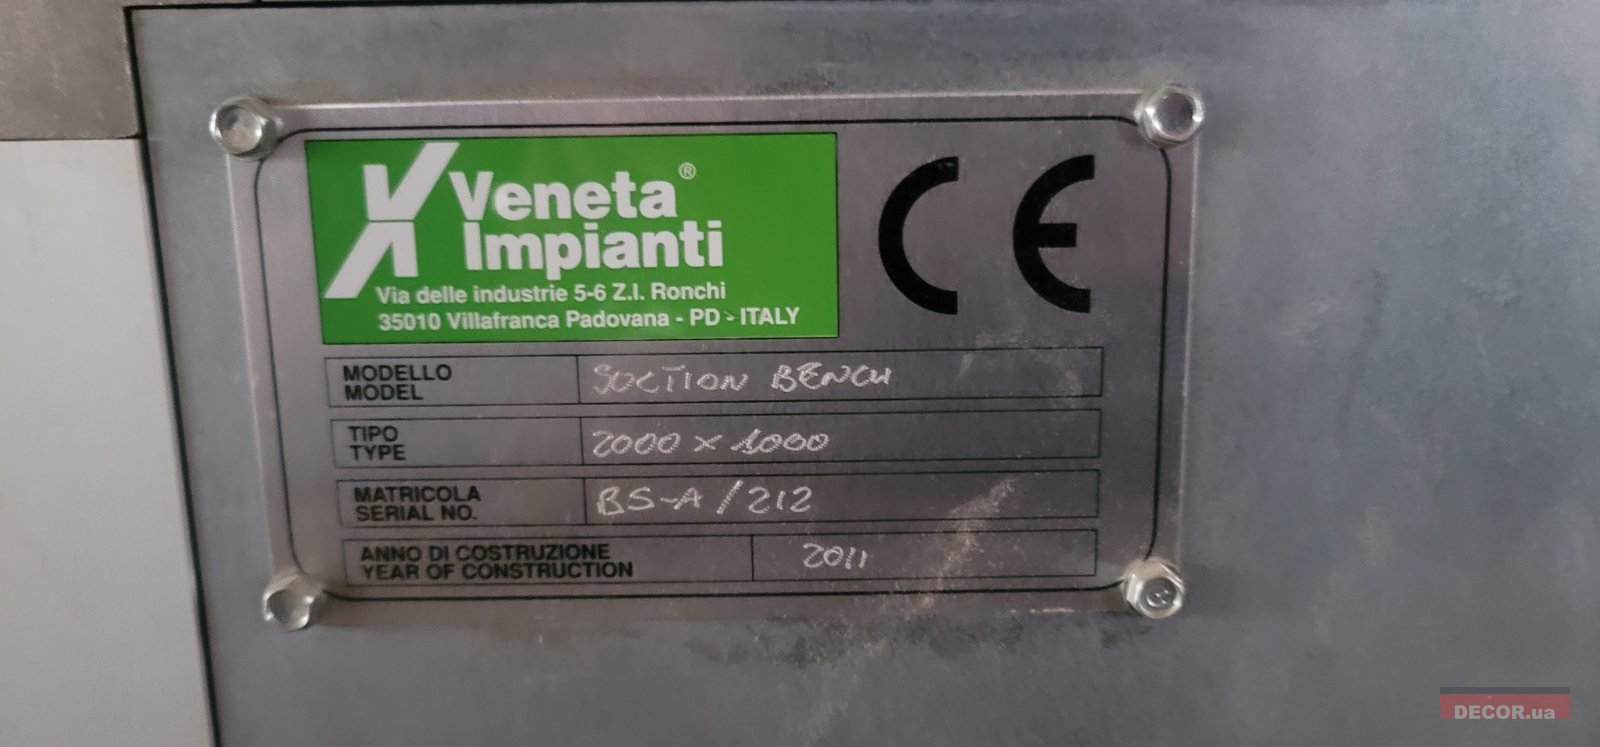 Veneta®
Impianti
Via delle industrie 5-6 Z.I. Ronchi
35010 Villafranca Padovana - PD - ITALY
CE
MODELLO
MODEL
SUCTION BENCH
TIPO
TYPE
2000 x 1000
MATRICOLA
SERIAL NO.
BS-A/212
ANNO DI COSTRUZIONE
YEAR OF CONSTRUCTION
2011
DECOR.ua